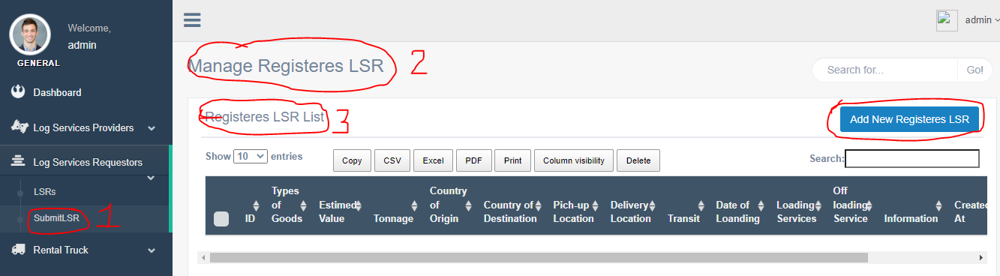 Welcome,
admin
GENERAL
Dashboard
Log Services Providers
Log Services Requestors
LSRs
SubmitLSR 1
Rental Truck
admin
Manage Registeres LSR 2
Search for... Go!
Registeres LSR List 3
Add New Registeres LSR
Show 10 entries
Copy CSV Excel PDF Print Column visibility Delete
Search:
ID
Types
of
Goods
Estimed
Value
Tonnage
Country
of
Origin
Country of
Destination
Pich-up
Location
Delivery
Location
Transit
Date of
Loanding
Loading
Services
Off
loading
Service
Information
Created
At